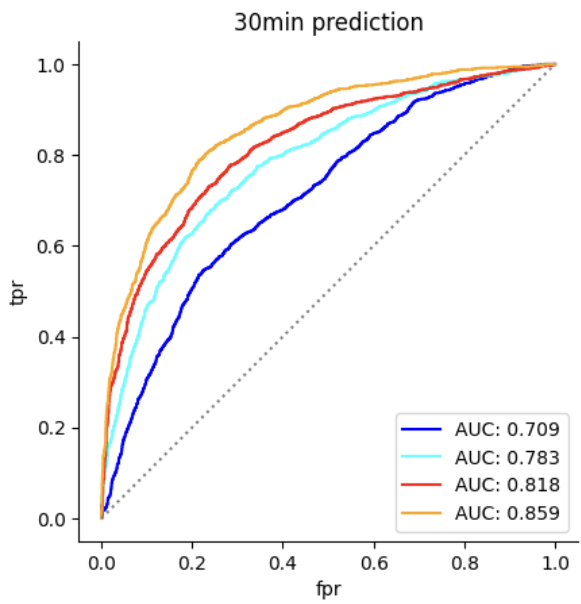 30min prediction
1.0
0.8
0.6
0.4
0.2
0.0
tpr
AUC: 0.709
AUC: 0.783
AUC: 0.818
AUC: 0.859
0.0 0.2 0.4 0.6 0.8 1.0
fpr